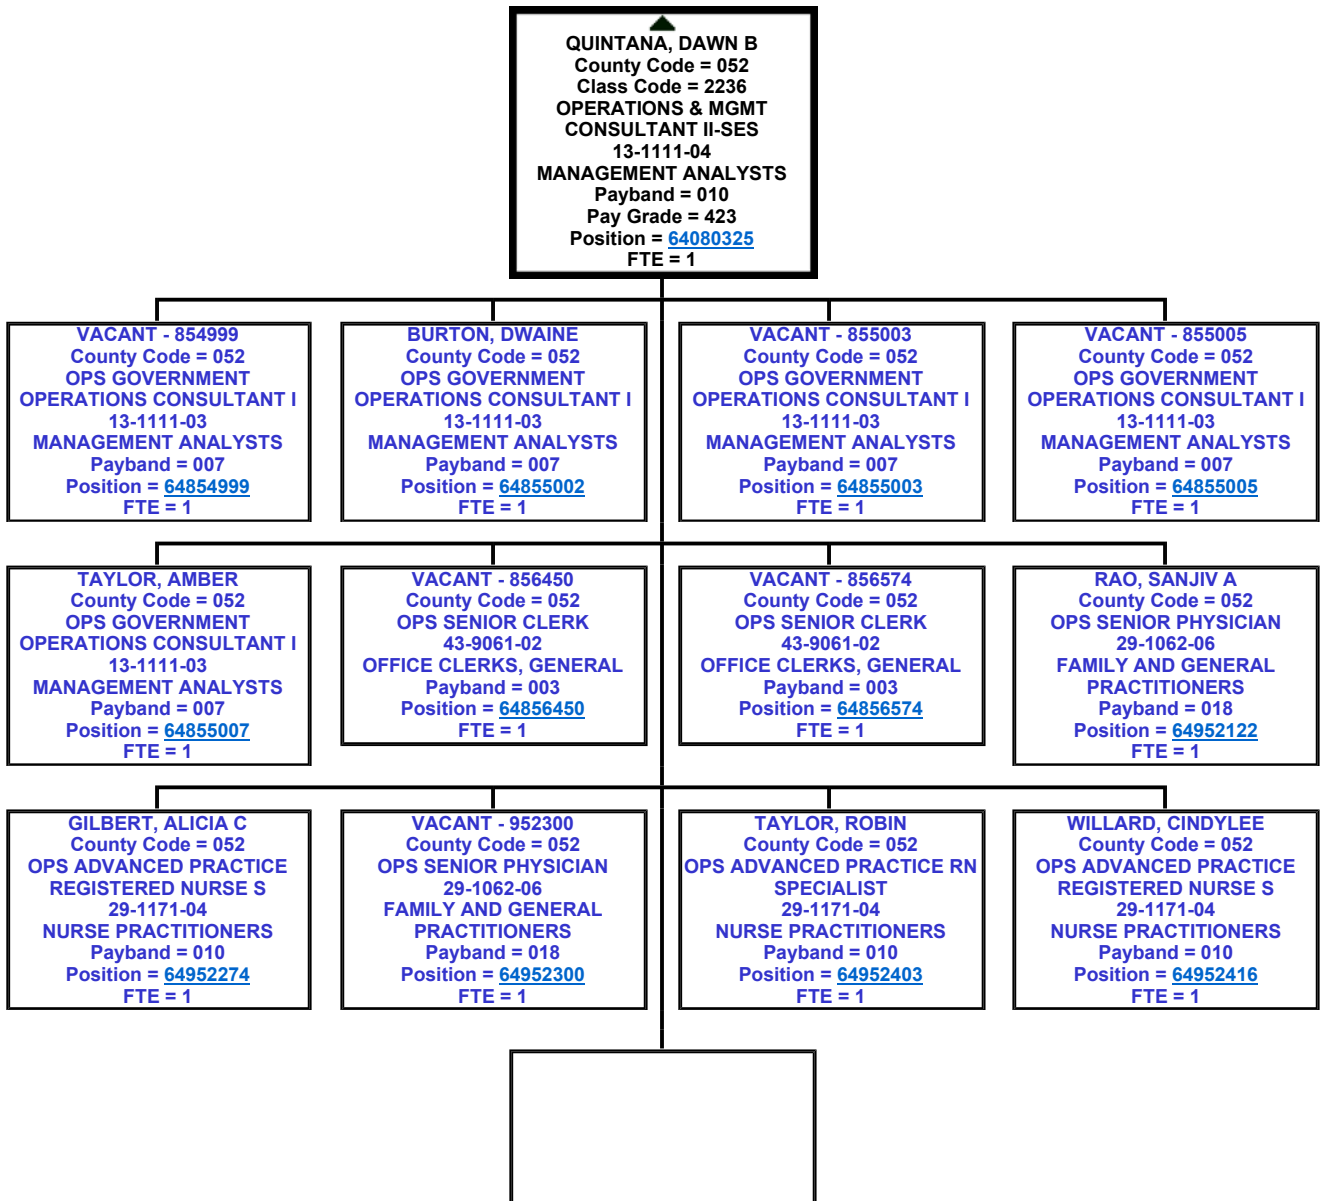 QUINTANA, DAWN B
County Code = 052
Class Code = 2236
OPERATIONS & MGMT
CONSULTANT II-SES
13-1111-04
MANAGEMENT ANALYSTS
Payband = 010
Pay Grade = 423
Position = 64080325
FTE = 1
VACANT - 854999
County Code = 052
OPS GOVERNMENT
OPERATIONS CONSULTANT I
13-1111-03
MANAGEMENT ANALYSTS
Payband = 007
Position = 64854999
FTE = 1
BURTON, DWAINE
County Code = 052
OPS GOVERNMENT
OPERATIONS CONSULTANT I
13-1111-03
MANAGEMENT ANALYSTS
Payband = 007
Position = 64855002
FTE = 1
VACANT - 855003
County Code = 052
OPS GOVERNMENT
OPERATIONS CONSULTANT I
13-1111-03
MANAGEMENT ANALYSTS
Payband = 007
Position = 64855003
FTE = 1
VACANT - 855005
County Code = 052
OPS GOVERNMENT
OPERATIONS CONSULTANT I
13-1111-03
MANAGEMENT ANALYSTS
Payband = 007
Position = 64855005
FTE = 1
TAYLOR, AMBER
County Code = 052
OPS GOVERNMENT
OPERATIONS CONSULTANT I
13-1111-03
MANAGEMENT ANALYSTS
Payband = 007
Position = 64855007
FTE = 1
VACANT - 856450
County Code = 052
OPS SENIOR CLERK
43-9061-02
OFFICE CLERKS, GENERAL
Payband = 003
Position = 64856450
FTE = 1
VACANT - 856574
County Code = 052
OPS SENIOR CLERK
43-9061-02
OFFICE CLERKS, GENERAL
Payband = 003
Position = 64856574
FTE = 1
RAO, SANJIV A
County Code = 052
OPS SENIOR PHYSICIAN
29-1062-06
FAMILY AND GENERAL
PRACTITIONERS
Payband = 018
Position = 64952122
FTE = 1
GILBERT, ALICIA C
County Code = 052
OPS ADVANCED PRACTICE
REGISTERED NURSE S
29-1171-04
NURSE PRACTITIONERS
Payband = 010
Position = 64952274
FTE = 1
VACANT - 952300
County Code = 052
OPS SENIOR PHYSICIAN
29-1062-06
FAMILY AND GENERAL
PRACTITIONERS
Payband = 018
Position = 64952300
FTE = 1
TAYLOR, ROBIN
County Code = 052
OPS ADVANCED PRACTICE RN
SPECIALIST
29-1171-04
NURSE PRACTITIONERS
Payband = 010
Position = 64952403
FTE = 1
WILLARD, CINDYLEE
County Code = 052
OPS ADVANCED PRACTICE
REGISTERED NURSE S
29-1171-04
NURSE PRACTITIONERS
Payband = 010
Position = 64952416
FTE = 1